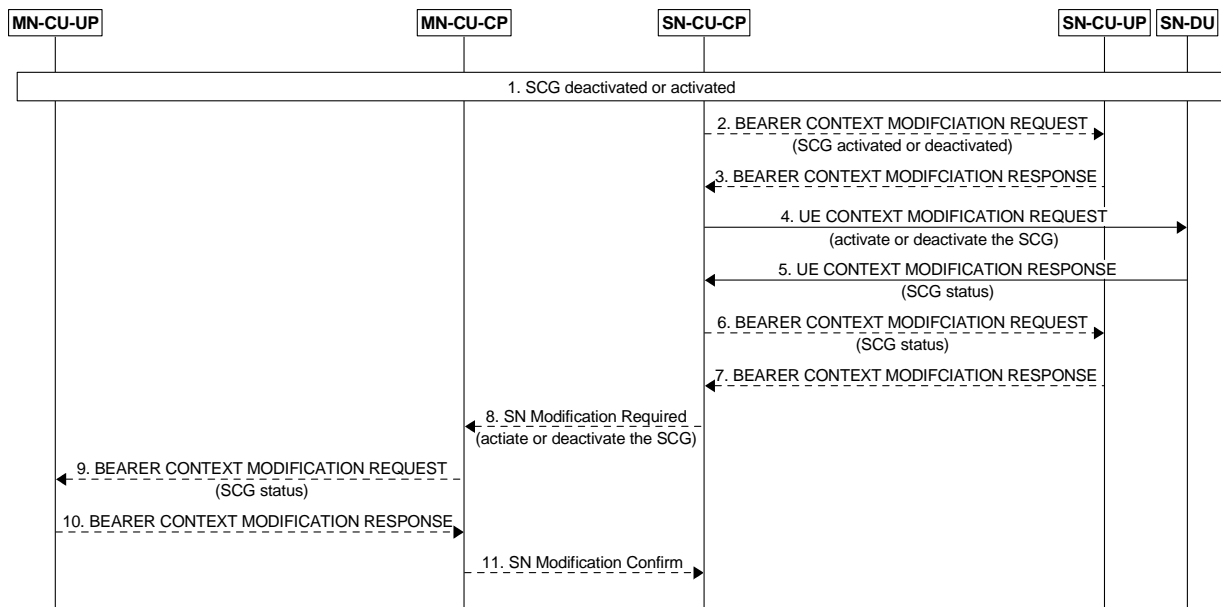 MN-CU-UP
MN-CU-CP
SN-CU-CP
SN-CU-UP
SN-DU
1. SCG deactivated or activated
2. BEARER CONTEXT MODIFCIATION REQUEST
(SCG activated or deactivated)
3. BEARER CONTEXT MODIFCIATION RESPONSE
4. UE CONTEXT MODIFICATION REQUEST
(activate or deactivate the SCG)
5. UE CONTEXT MODIFICATION RESPONSE
(SCG status)
6. BEARER CONTEXT MODIFCIATION REQUEST
(SCG status)
7. BEARER CONTEXT MODIFCIATION RESPONSE
8. SN Modification Required
(actiate or deactivate the SCG)
9. BEARER CONTEXT MODIFICATION REQUEST
(SCG status)
10. BEARER CONTEXT MODIFICATION RESPONSE
11. SN Modification Confirm